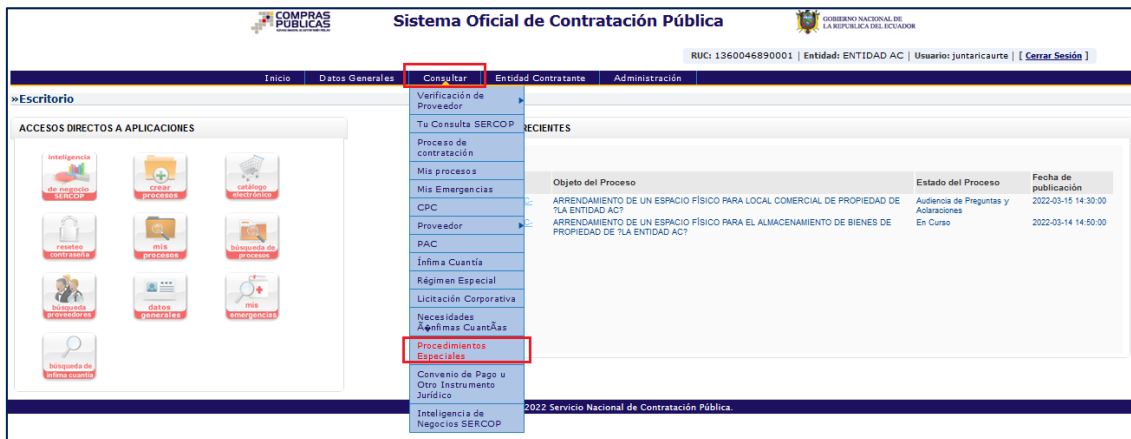 COMPRAS
PÚBLICAS
Sistema Oficial de Contratación Pública
GOBIERNO NACIONAL DE
LA REPUBLICA DEL ECUADOR
RUC: 1360046890001 | Entidad: ENTIDAD AC | Usuario: juntaricaurte | [ Cerrar Sesión ]
Inicio Datos Generales Consultar Entidad Contratante Administración
»Escritorio
ACCESOS DIRECTOS A APLICACIONES
inteligencia
de negocio
SERCOP
crear
procesos
catálogo
electrónico
reseteo
contraseña
mis
procesos
búsqueda de
procesos
búsqueda
proveedores
datos
generales
mis
emergencias
búsqueda de
ínfima cuantía
Verificación de
Proveedor
Tu Consulta SERCOP
Proceso de
contratación
Mis procesos
Mis Emergencias
CPC
Proveedor
PAC
Ínfima Cuantía
Régimen Especial
Licitación Corporativa
Necesidades
Ã�nfimas CuantÃas
Procedimientos
Especiales
Convenio de Pago u
Otro Instrumento
Jurídico
Inteligencia de
Negocios SERCOP
RECIENTES
Objeto del Proceso Estado del Proceso Fecha de
publicación
C-
ARRENDAMIENTO DE UN ESPACIO FÍSICO PARA LOCAL COMERCIAL DE PROPIEDAD DE
?LA ENTIDAD AC?
Audiencia de Preguntas y
Aclaraciones
2022-03-15 14:30:00
C-
ARRENDAMIENTO DE UN ESPACIO FÍSICO PARA EL ALMACENAMIENTO DE BIENES DE
PROPIEDAD DE ?LA ENTIDAD AC?
En Curso
2022-03-14 14:50:00
2022 Servicio Nacional de Contratación Pública.